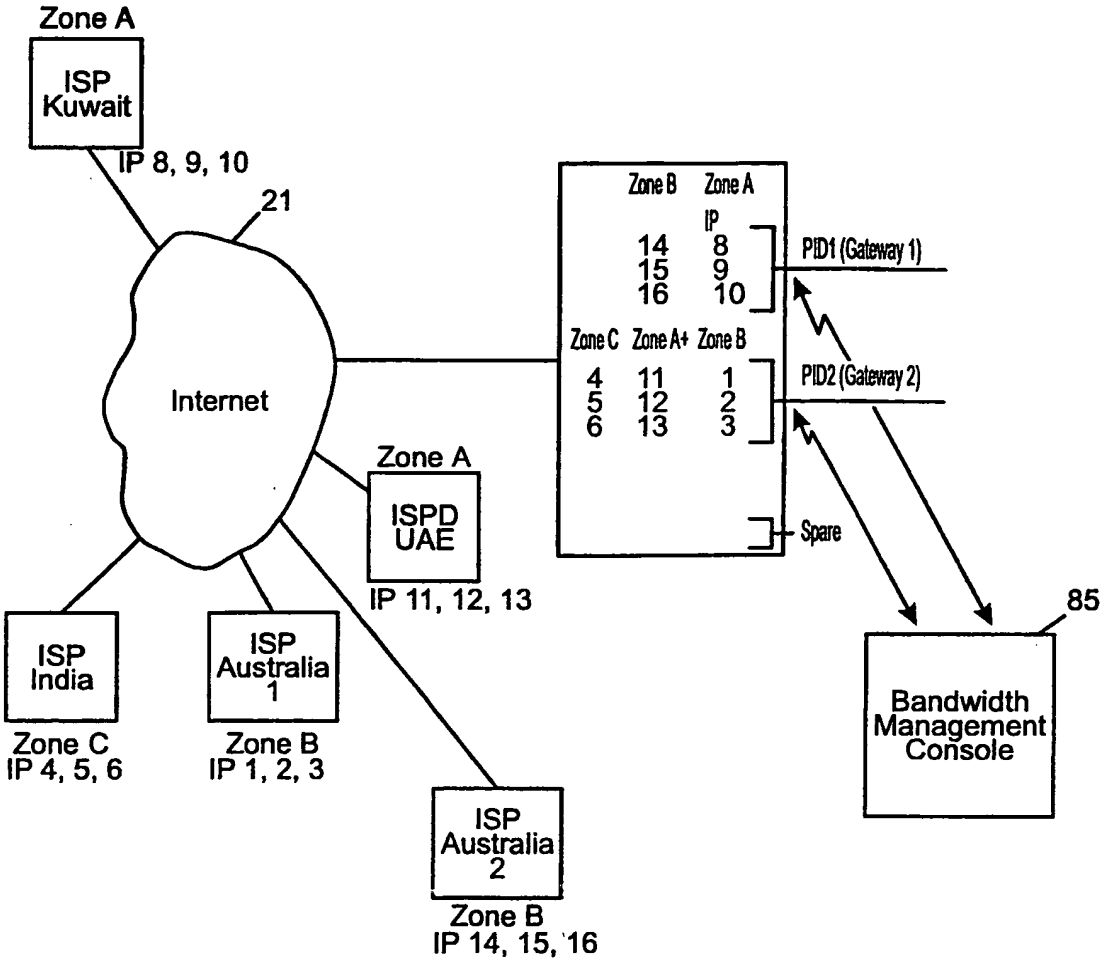 Zone A
ISP
Kuwait
IP 8, 9, 10
21
Internet
Zone B Zone A
IP
14 8
15 9
16 10
PID1 (Gateway 1)
Zone C Zone A+ Zone B
4 11 1
5 12 2
6 13 3
PID2 (Gateway 2)
Spare
Zone A
ISPD
UAE
IP 11, 12, 13
ISP
India
Zone C
IP 4, 5, 6
ISP
Australia
1
Zone B
IP 1, 2, 3
ISP
Australia
2
Zone B
IP 14, 15, 16
85
Bandwidth
Management
Console